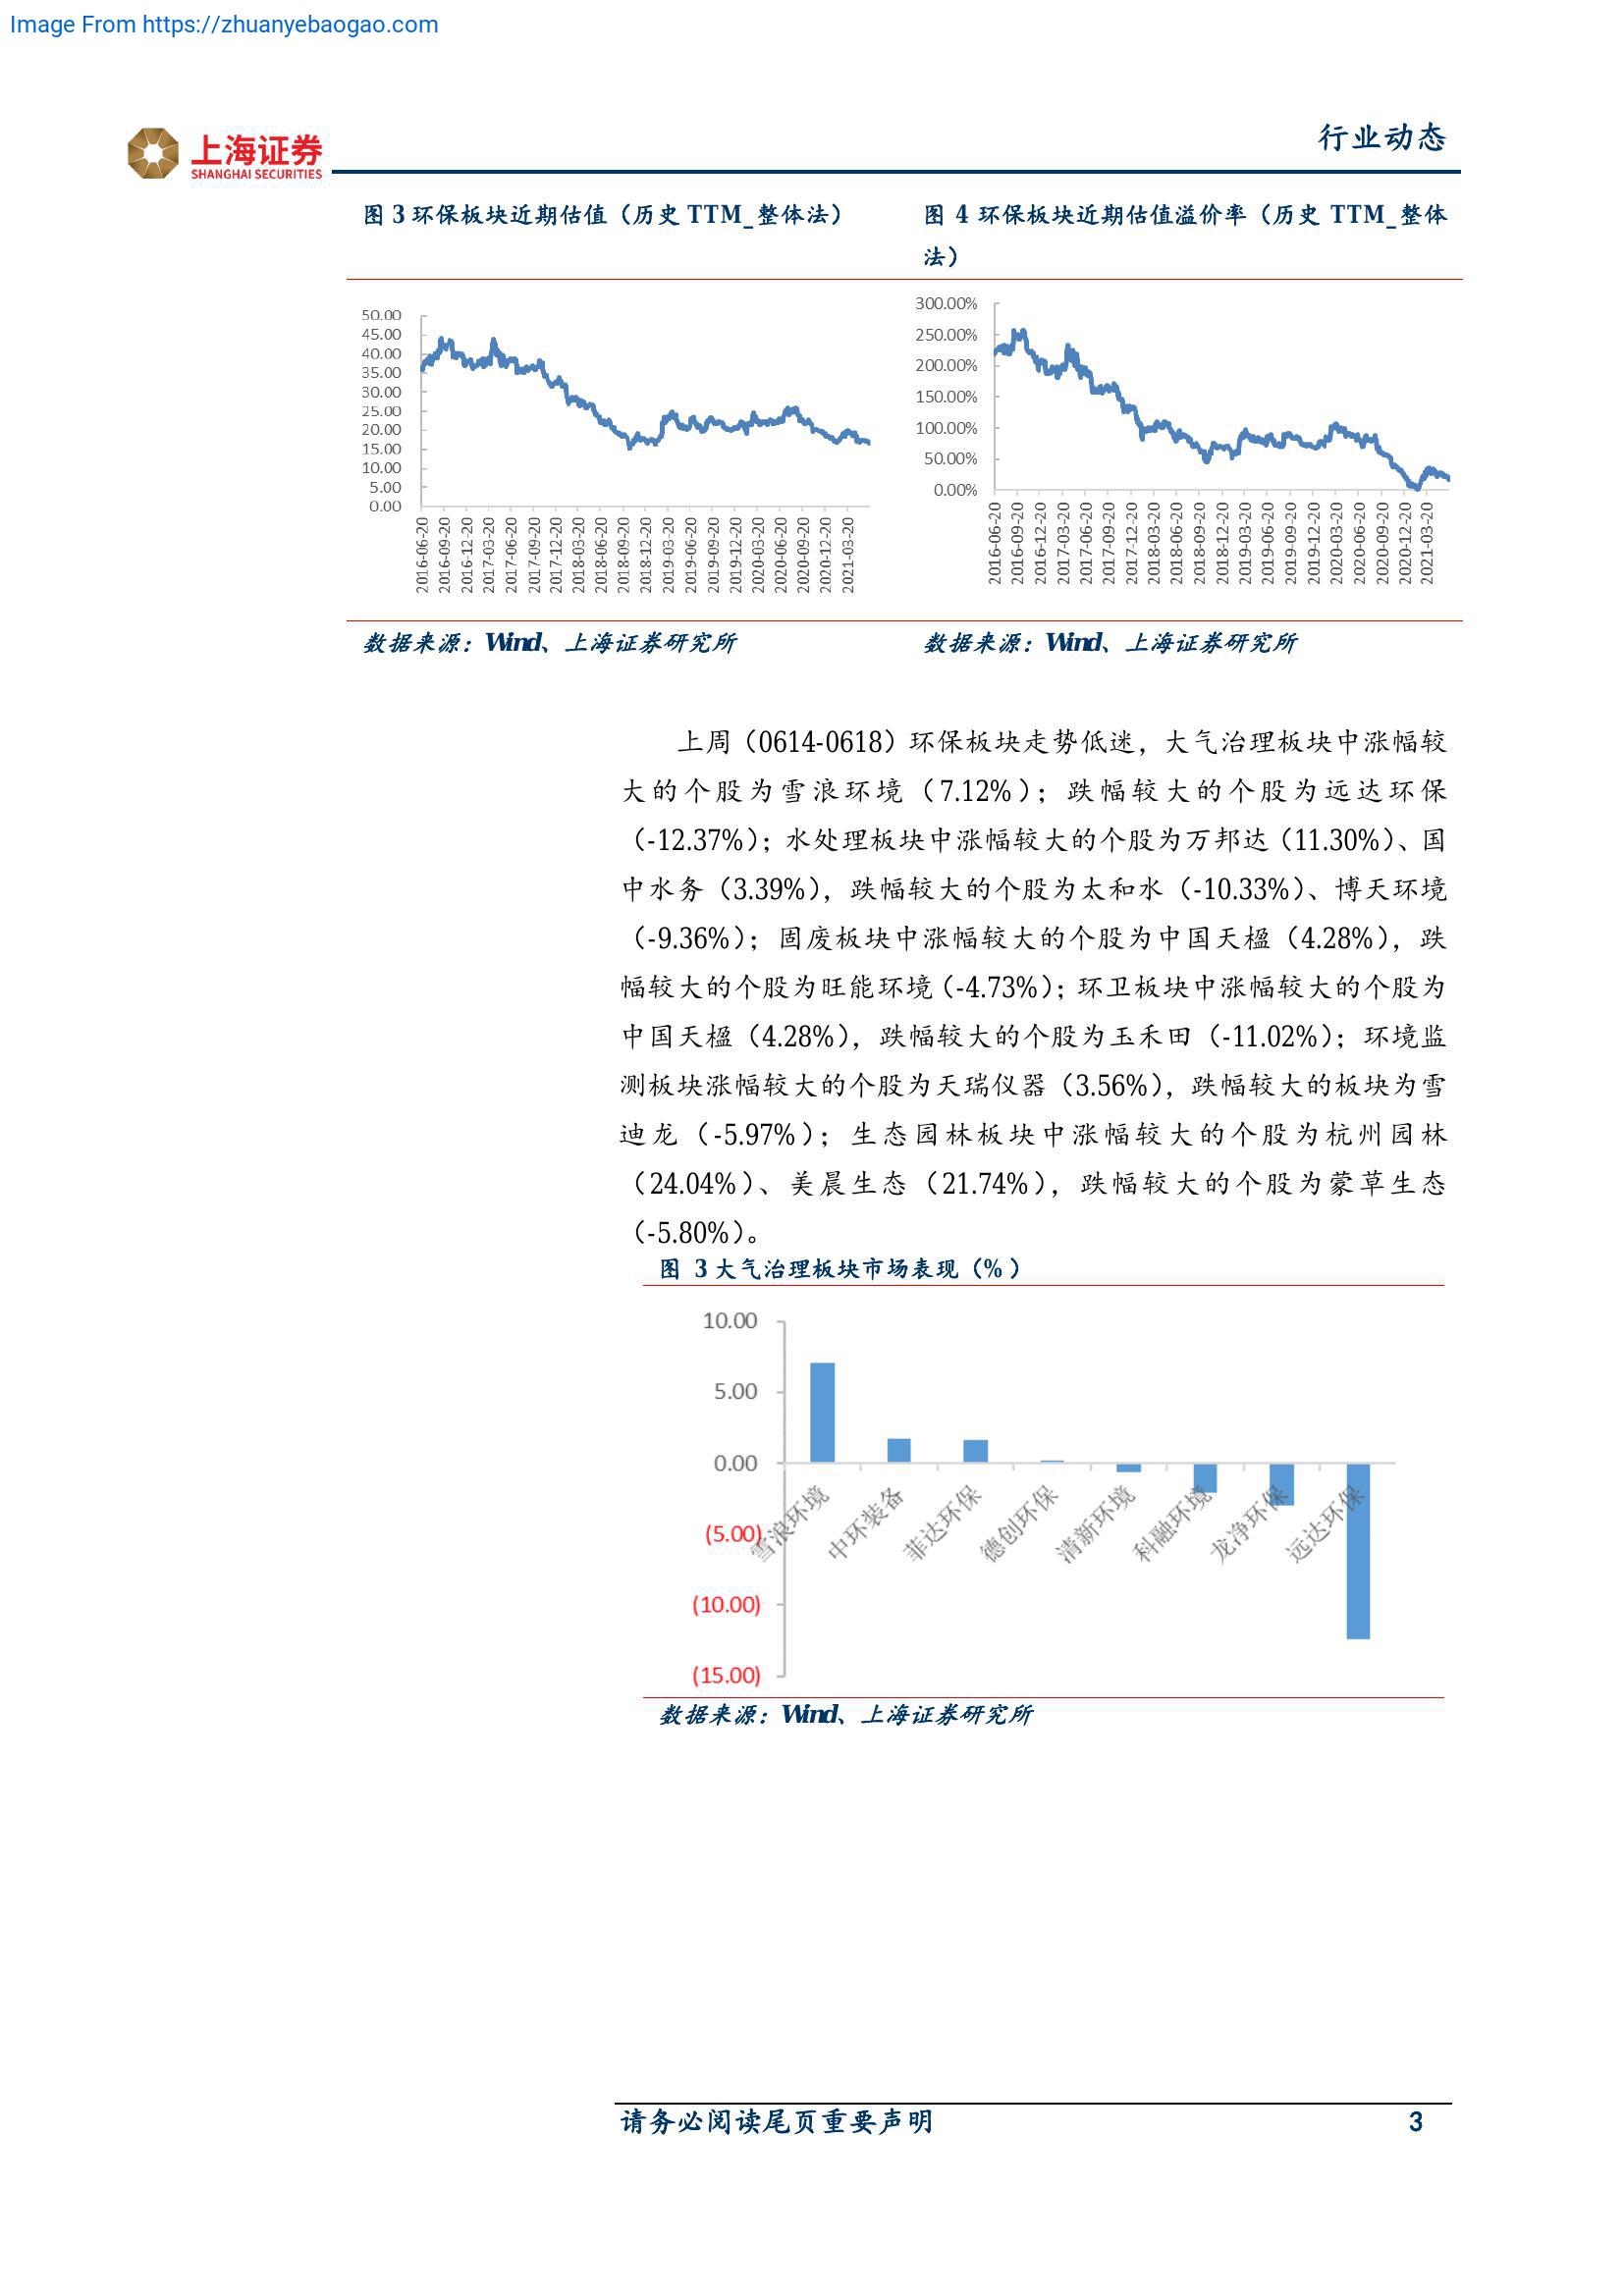 Image From https://zhuanyebaogao.com
上海证券
SHANGHAI SECURITIES
行业动态
图 3 环保板块近期估值（历史 TTM_整体法）
图 4 环保板块近期估值溢价率（历史 TTM_整体
法）
50.00
45.00
40.00
35.00
30.00
25.00
20.00
15.00
10.00
5.00
0.00
2016-06-20
2016-09-20
2016-12-20
2017-03-20
2017-06-20
2017-09-20
2017-12-20
2018-03-20
2018-06-20
2018-09-20
2018-12-20
2019-03-20
2019-06-20
2019-09-20
2019-12-20
2020-03-20
2020-06-20
2020-09-20
2020-12-20
2021-03-20
300.00%
250.00%
200.00%
150.00%
100.00%
50.00%
0.00%
2016-06-20
2016-09-20
2016-12-20
2017-03-20
2017-06-20
2017-09-20
2017-12-20
2018-03-20
2018-06-20
2018-09-20
2018-12-20
2019-03-20
2019-06-20
2019-09-20
2019-12-20
2020-03-20
2020-06-20
2020-09-20
2020-12-20
2021-03-20
数据来源：Wind、上海证券研究所
数据来源：Wind、上海证券研究所
上周（0614-0618）环保板块走势低迷，大气治理板块中涨幅较
大的个股为雪浪环境（7.12%）；跌幅较大的个股为远达环保
（-12.37%）；水处理板块中涨幅较大的个股为万邦达（11.30%）、国
中水务（3.39%），跌幅较大的个股为太和水（-10.33%）、博天环境
（-9.36%）；固废板块中涨幅较大的个股为中国天楹（4.28%），跌
幅较大的个股为旺能环境（-4.73%）；环卫板块中涨幅较大的个股为
中国天楹（4.28%），跌幅较大的个股为玉禾田（-11.02%）；环境监
测板块涨幅较大的个股为天瑞仪器（3.56%），跌幅较大的板块为雪
迪龙（-5.97%）；生态园林板块中涨幅较大的个股为杭州园林
（24.04%）、美晨生态（21.74%），跌幅较大的个股为蒙草生态
（-5.80%）。
图 3 大气治理板块市场表现（%）
10.00
5.00
0.00
(5.00)
(10.00)
(15.00)
雪浪环境
中环装备
菲达环保
德创环保
清新环境
科融环境
龙净环保
远达环保
数据来源：Wind、上海证券研究所
请务必阅读尾页重要声明
3